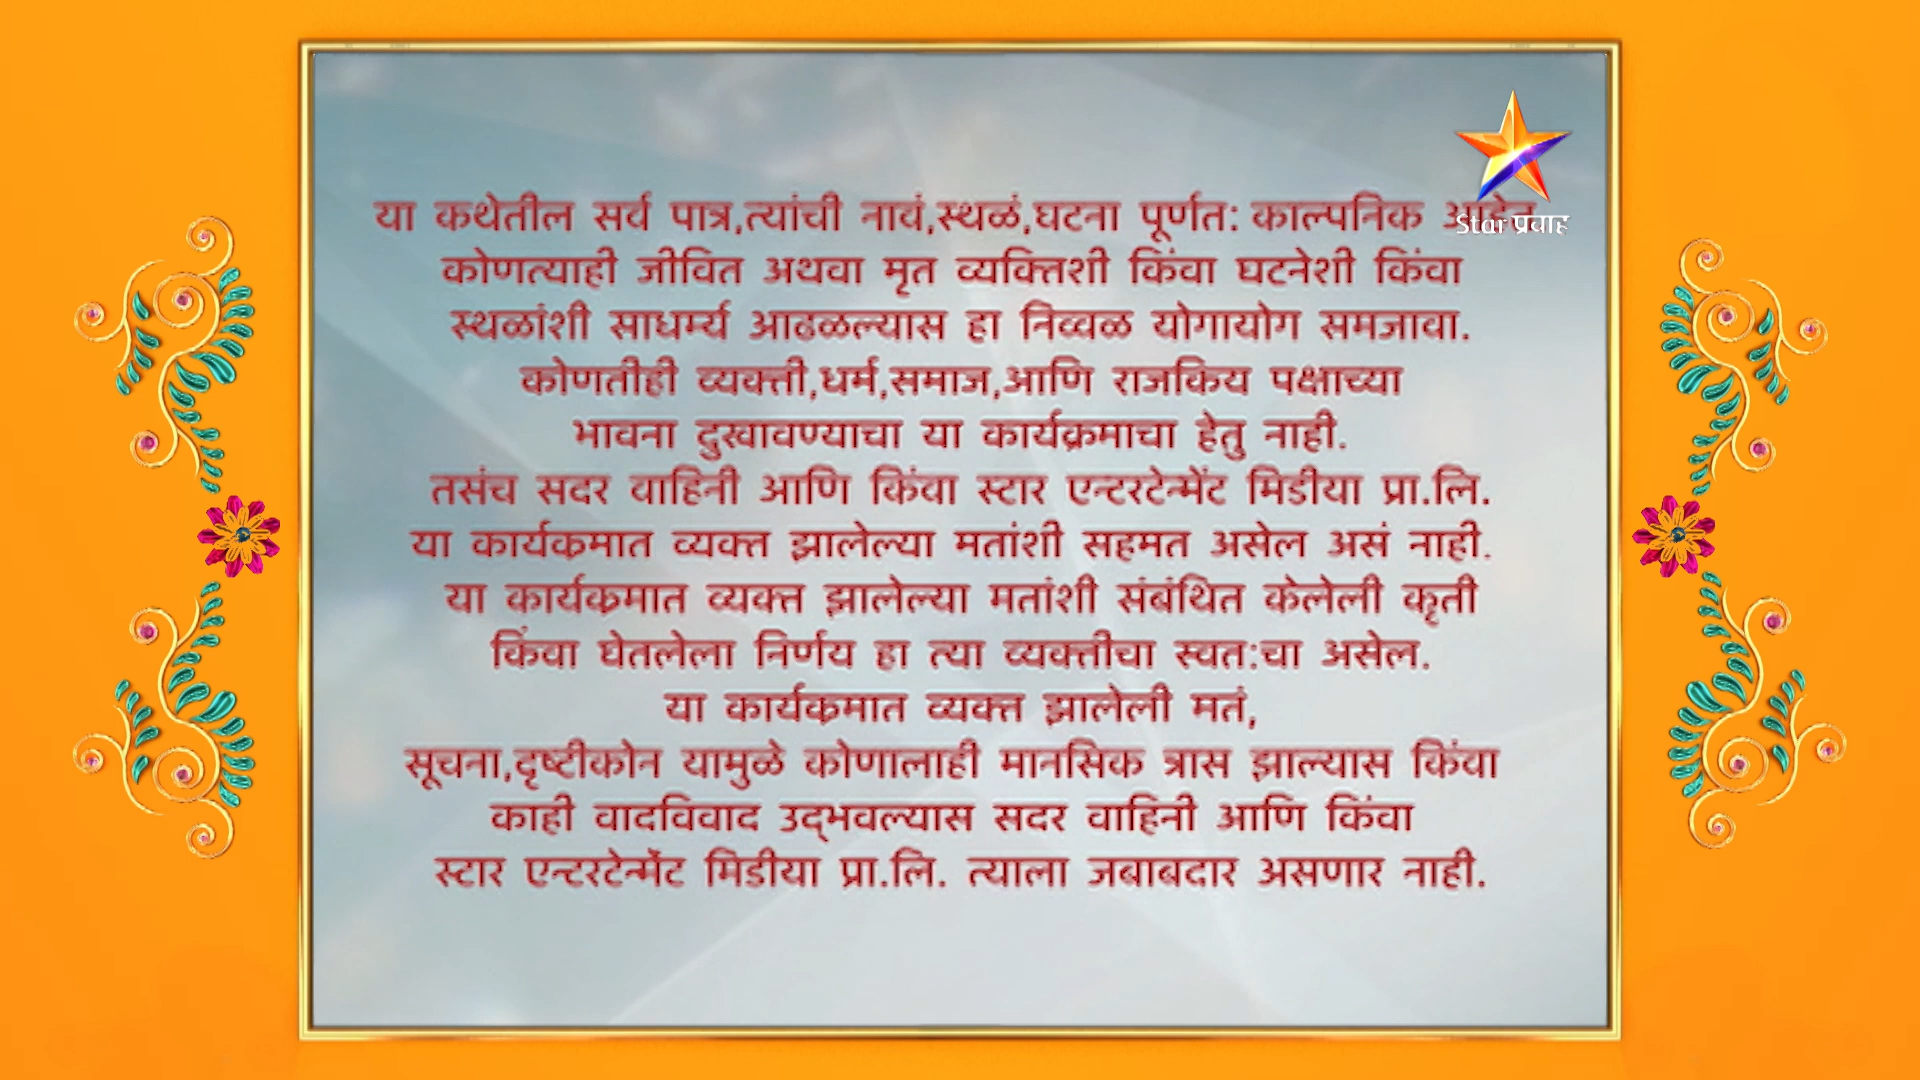 या कथेतील सर्व पात्र,त्यांची नावं,स्थळं,घटना पूर्णत: काल्पनिक
Star प्रवाह
कोणत्याही जीवित अथवा मृत व्यक्तिशी किंवा घटनेशी किंवा
स्थळांशी साधर्म्य आढळल्यास हा निव्वळ योगायोग समजावा.
कोणतीही व्यक्ती,धर्म,समाज,आणि राजकिय पक्षाच्या
भावना दुखावण्याचा या कार्यक्रमाचा हेतु नाही.
तसंच सदर वाहिनी आणि किंवा स्टार एन्टरटेन्मेंट मिडीया प्रा.लि.
या कार्यक्रमात व्यक्त झालेल्या मतांशी सहमत असेल असं नाही.
या कार्यक्रमात व्यक्त झालेल्या मतांशी संबंधित केलेली कृती
किंवा घेतलेला निर्णय हा त्या व्यक्तीचा स्वत:चा असेल.
या कार्यक्रमात व्यक्त झालेली मतं,
सूचना,दृष्टीकोन यामुळे कोणालाही मानसिक त्रास झाल्यास किंवा
काही वादविवाद उद्‌भवल्यास सदर वाहिनी आणि किंवा
स्टार एन्टरटेन्मेंट मिडीया प्रा.लि. त्याला जबाबदार असणार नाही.